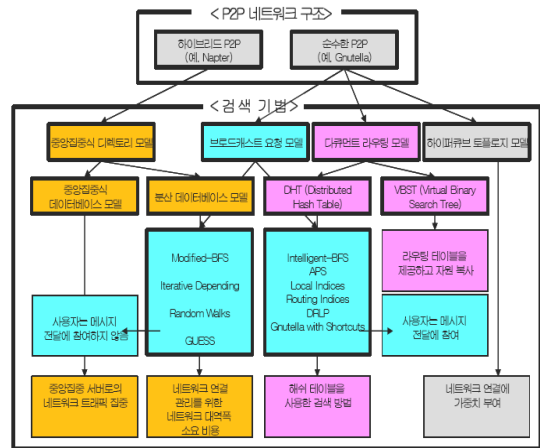 < P2P 네트워크 구조>
하이브리드 P2P
(예, Napter)
순수한 P2P
(예, Gnutella)
<검색 기법>
중앙집중식 디렉토리 모델
브로드캐스트 요청 모델
다큐먼트 라우팅 모델
하이퍼큐브 토플로지 모델
중앙집중식
데이터베이스 모델
분산 데이터베이스 모델
DHT (Distributed
Hash Table)
VBST (Virtual Binary
Search Tree)
Modified-BFS
Iterative Depending
Random Walks
GUESS
Intelligent-BFS
APS
Local Indices
Routing Indices
DRLP
Gnutella with Shortcuts
라우팅 테이블을
제공하고 자원 복사
사용자는 메시지
전달에 참여하지 않음
사용자는 메시지
전달에 참여
중앙집중 서버로의
네트워크 트래픽 집중
네트워크 연결
관리를 위한
네트워크 대역폭
소요 비용
해쉬 테이블을
사용한 검색 방법
네트워크 연결에
가중치 부여